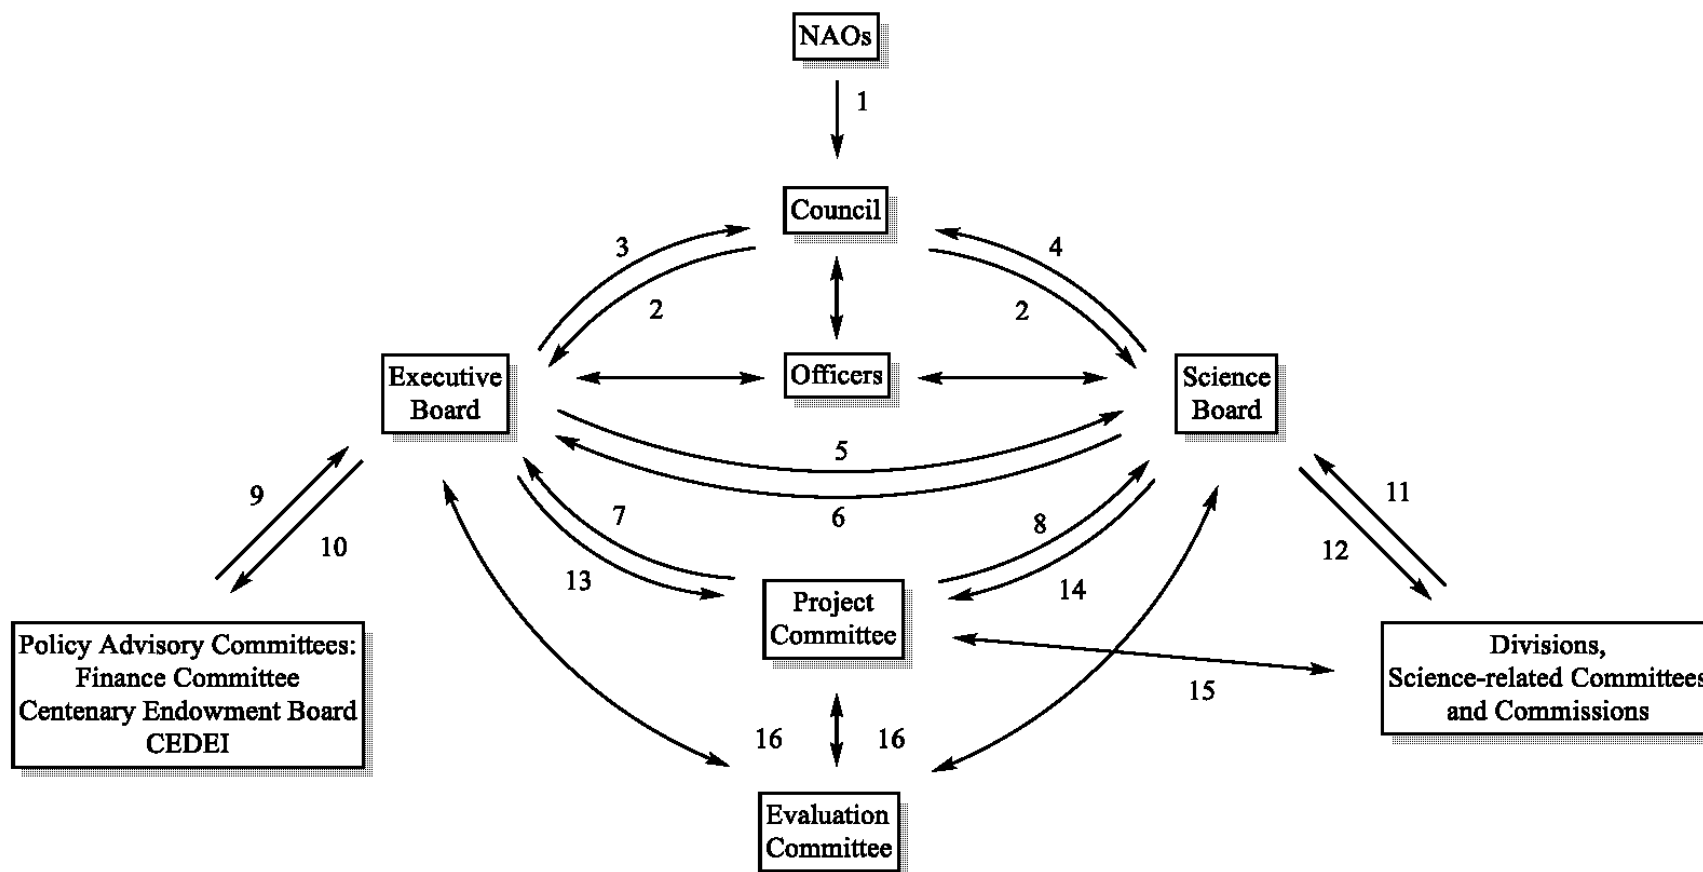 NAOs
1
Council
3
4
2
2
Executive
Board
Officers
Science
Board
5
9
11
7
6
8
10
12
13
14
Project
Committee
Policy Advisory Committees:
Finance Committee
Centenary Endowment Board
CEDEI
Divisions,
Science-related Committees
and Commissions
15
16
16
Evaluation
Committee